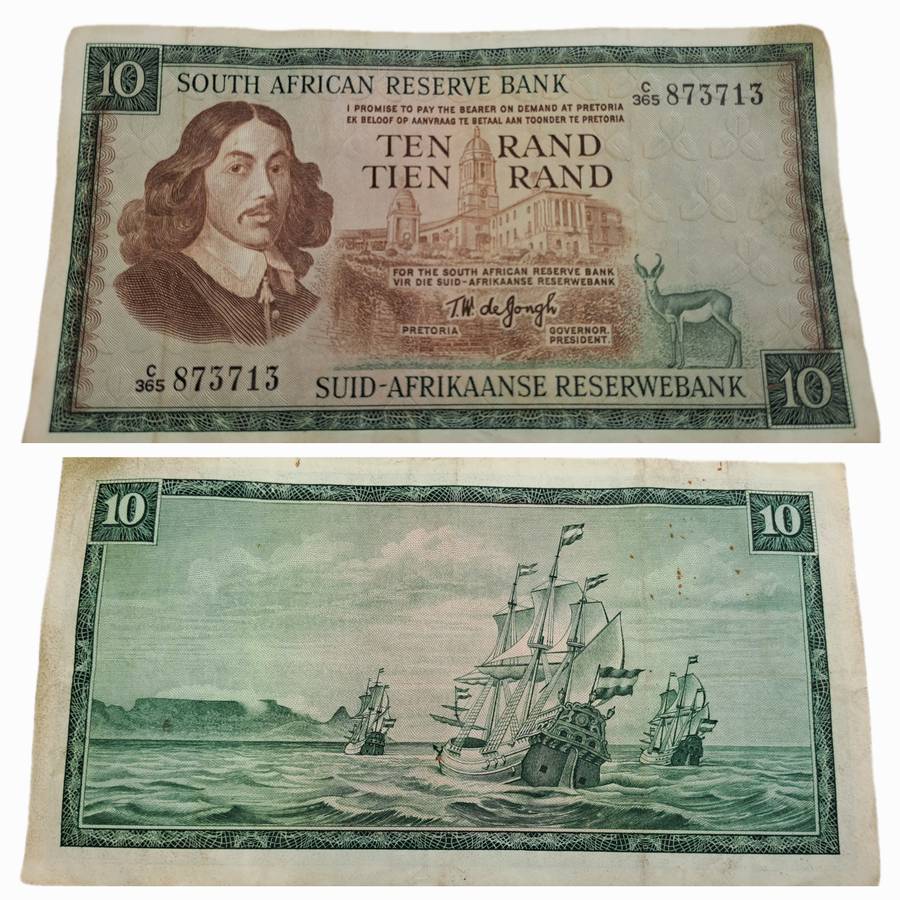 10
SOUTH AFRICAN RESERVE BANK
C/365 873713
I PROMISE TO PAY THE BEARER ON DEMAND AT PRETORIA
EK BELOOF OP AANVRAAG TE BETAAL AAN TOONDER TE PRETORIA
TEN RAND
TIEN RAND
FOR THE SOUTH AFRICAN RESERVE BANK
VIR DIE SUID-AFRIKAANSE RESERWEBANK
T.W. de Jongh
PRETORIA GOVERNOR.
PRESIDENT.
C/365 873713
SUID-AFRIKAANSE RESERWEBANK
10
10
10